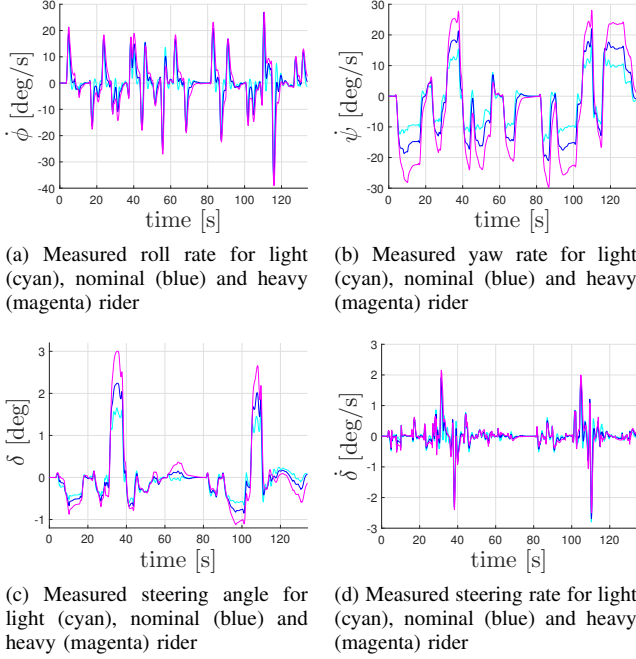 30
20
10
0
-10
-20
-30
-40
0 20 40 60 80 100 120
φ̇ [deg/s]
time [s]
30
20
10
0
-10
-20
-30
0 20 40 60 80 100 120
ψ̇ [deg/s]
time [s]
(a) Measured roll rate for light
(cyan), nominal (blue) and heavy
(magenta) rider
(b) Measured yaw rate for light
(cyan), nominal (blue) and heavy
(magenta) rider
3
2
1
0
-1
0 20 40 60 80 100 120
δ [deg]
time [s]
3
2
1
0
-1
-2
-3
0 20 40 60 80 100 120
δ̇ [deg/s]
time [s]
(c) Measured steering angle for
light (cyan), nominal (blue) and
heavy (magenta) rider
(d) Measured steering rate for light
(cyan), nominal (blue) and heavy
(magenta) rider